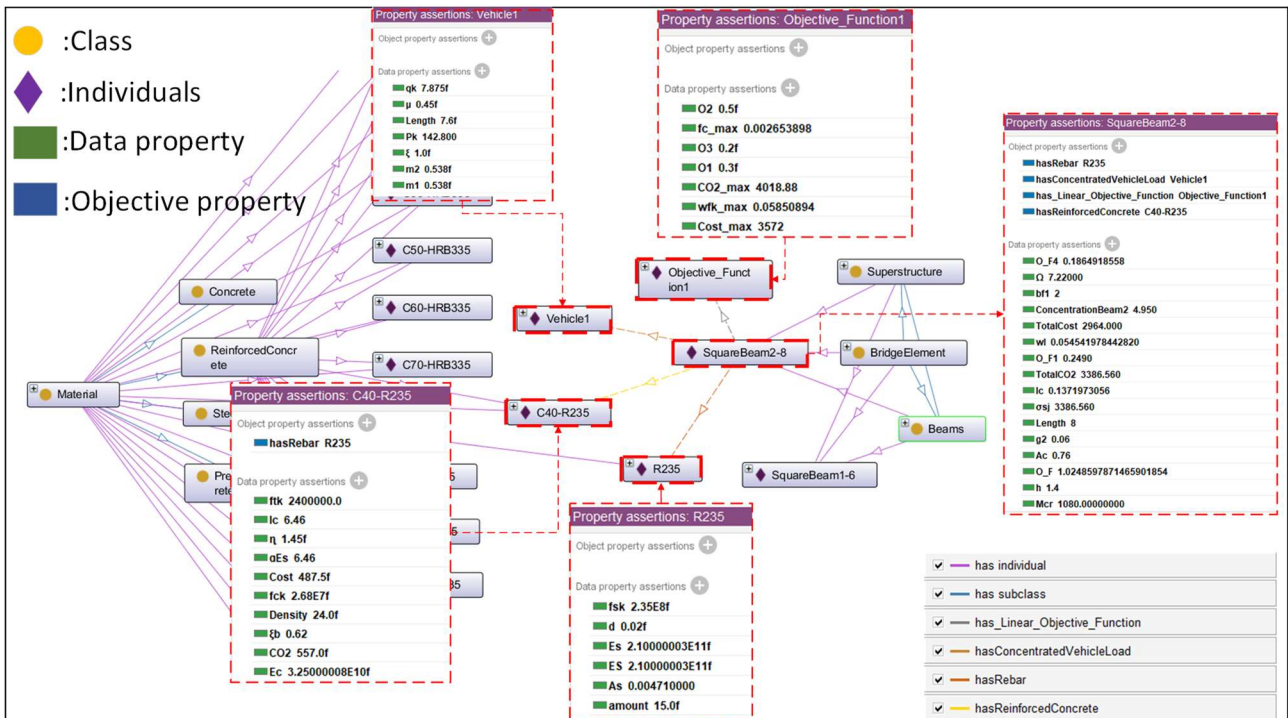 :Class
:Individuals
:Data property
:Objective property
Property assertions: Vehicle1
Object property assertions
Data property assertions
qk 7.875f
μ 0.45f
Length 7.6f
Pk 142.800
ξ 1.0f
m2 0.538f
m1 0.538f
Property assertions: Objective_Function1
Object property assertions
Data property assertions
O2 0.5f
fc_max 0.002653898
O3 0.2f
O1 0.3f
CO2_max 4018.88
wfk_max 0.05850894
Cost_max 3572
Property assertions: SquareBeam2-8
Object property assertions
hasRebar R235
hasConcentratedVehicleLoad Vehicle1
has_Linear_Objective_Function Objective_Function1
hasReinforcedConcrete C40-R235
Data property assertions
O_F4 0.1864918558
Ω 7.22000
bf1 2
ConcentrationBeam2 4.950
TotalCost 2964.000
wl 0.054541978442820
O_F1 0.2490
TotalCO2 3386.560
Ic 0.1371973056
σsj 3386.560
Length 8
g2 0.06
Ac 0.76
O_F 1.0248597871465901854
h 1.4
Mcr 1080.00000000
Material
Concrete
ReinforcedConcr
ete
Stee
Pre
rete
C50-HRB335
C60-HRB335
C70-HRB335
Vehicle1
Objective_Funct
ion1
SquareBeam2-8
C40-R235
R235
Superstructure
BridgeElement
Beams
SquareBeam1-6
5
5
35
Property assertions: C40-R235
Object property assertions
hasRebar R235
Data property assertions
ftk 2400000.0
Ic 6.46
η 1.45f
αEs 6.46
Cost 487.5f
fck 2.68E7f
Density 24.0f
ξb 0.62
CO2 557.0f
Ec 3.25000008E10f
Property assertions: R235
Object property assertions
Data property assertions
fsk 2.35E8f
d 0.02f
Es 2.10000003E11f
ES 2.10000003E11f
As 0.004710000
amount 15.0f
has individual
has subclass
has_Linear_Objective_Function
hasConcentratedVehicleLoad
hasRebar
hasReinforcedConcrete